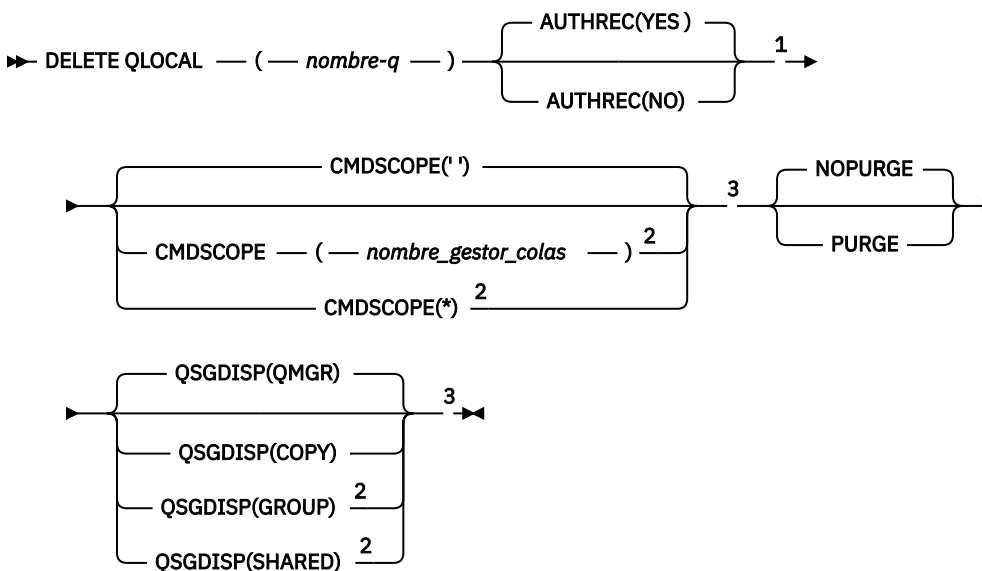 AUTHREC(YES )
DELETE QLOCAL ( nombre-q ) 1
AUTHREC(NO)
CMDSCOPE(' ')
3 NOPURGE
CMDSCOPE ( nombre_gestor_colas ) 2
PURGE
CMDSCOPE(*) 2
QSGDISP(QMGR)
3
QSGDISP(COPY)
QSGDISP(GROUP) 2
QSGDISP(SHARED) 2